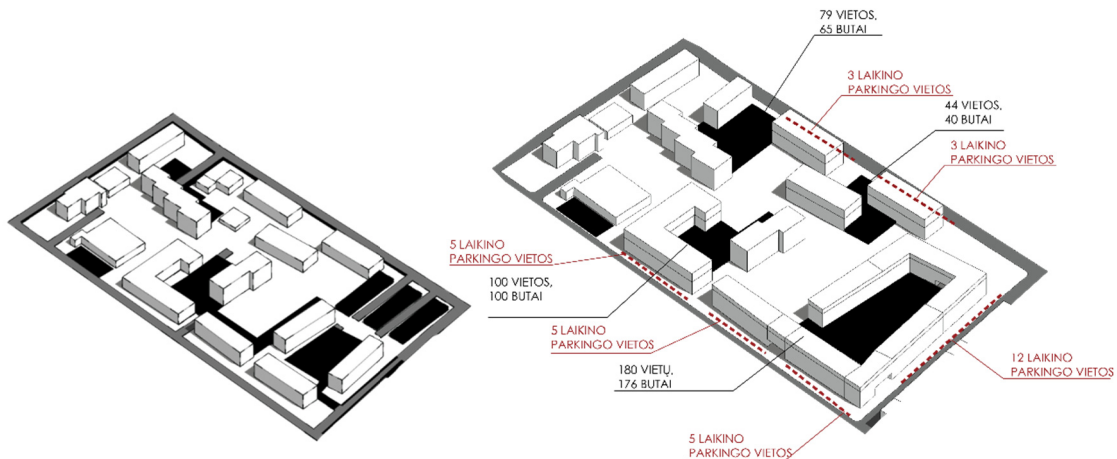 79 VIETOS,
65 BUTAI
3 LAIKINO
PARKINGO VIETOS
44 VIETOS,
40 BUTAI
3 LAIKINO
PARKINGO VIETOS
5 LAIKINO
PARKINGO VIETOS
100 VIETOS,
100 BUTAI
5 LAIKINO
PARKINGO VIETOS
180 VIETŲ,
176 BUTAI
12 LAIKINO
PARKINGO VIETOS
5 LAIKINO
PARKINGO VIETOS